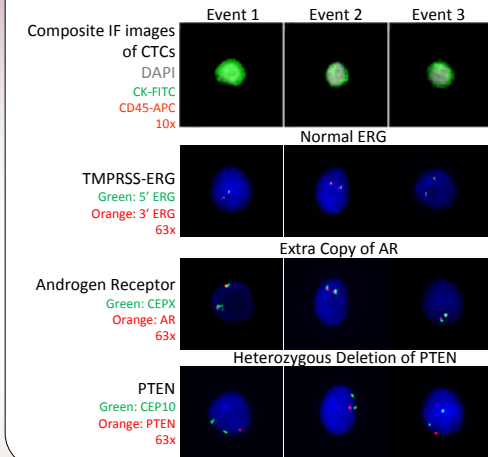 Event 1 Event 2 Event 3
Composite IF images
of CTCs
DAPI
CK-FITC
CD45-APC
10x
Normal ERG
TMPRSS-ERG
Green: 5' ERG
Orange: 3' ERG
63x
Extra Copy of AR
Androgen Receptor
Green: CEPX
Orange: AR
63x
Heterozygous Deletion of PTEN
PTEN
Green: CEP10
Orange: PTEN
63x